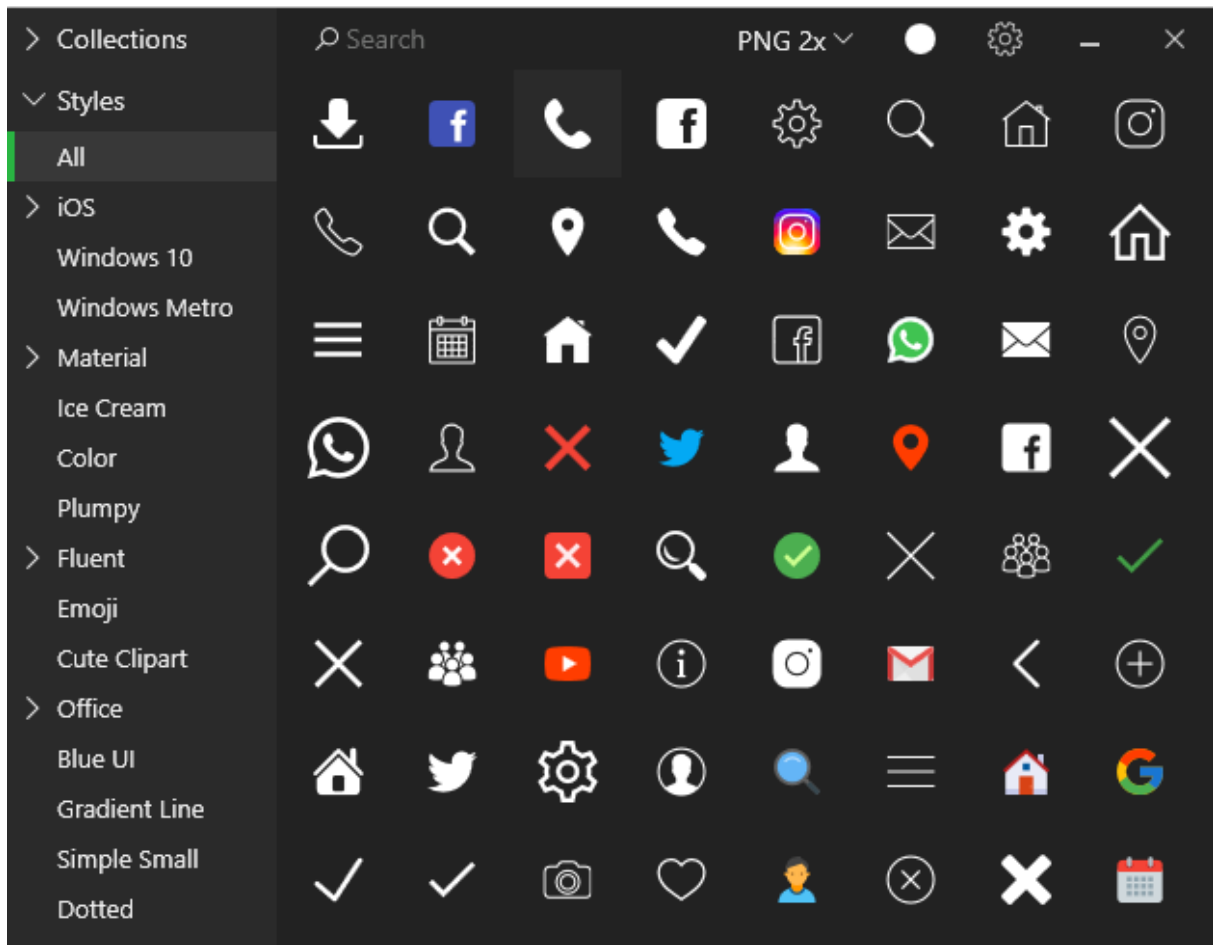 Collections
Search
PNG 2x
Styles
All
iOS
Windows 10
Windows Metro
Material
Ice Cream
Color
Plumpy
Fluent
Emoji
Cute Clipart
Office
Blue UI
Gradient Line
Simple Small
Dotted